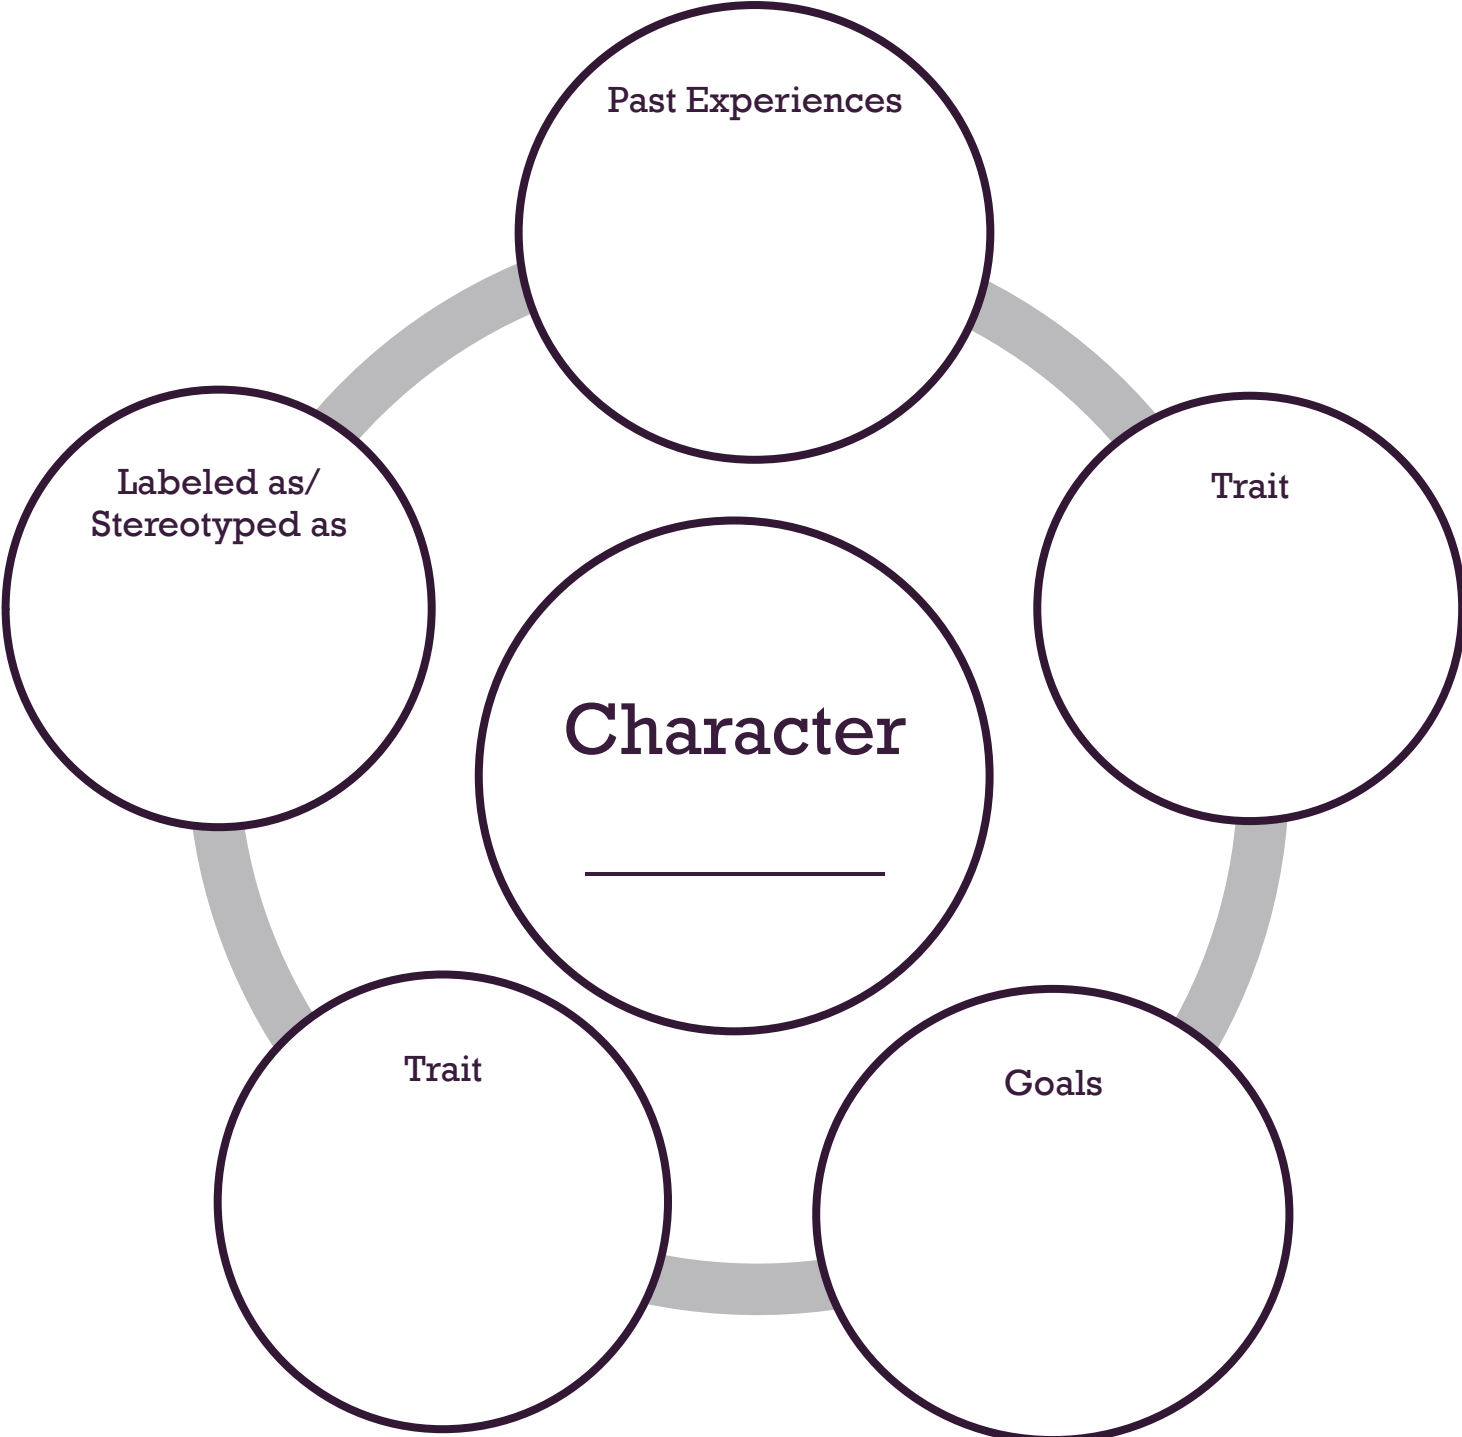 Past Experiences
Labeled as/
Stereotyped as
Trait
Character
Trait
Goals